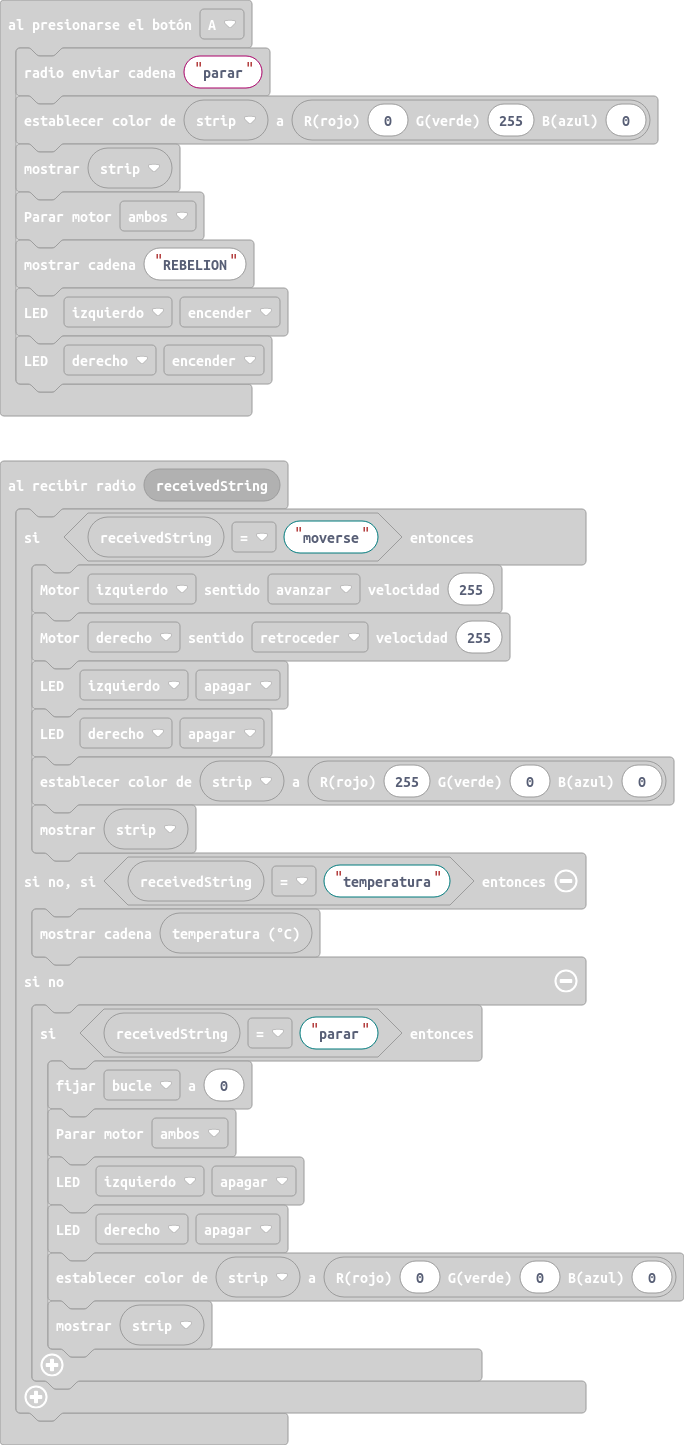 al presionarse el botón A
radio enviar cadena "parar"
establecer color de strip a R(rojo) 0 G(verde) 255 B(azul) 0
mostrar strip
Parar motor ambos
mostrar cadena "REBELION"
LED izquierdo encender
LED derecho encender
al recibir radio receivedString
si receivedString = "moverse" entonces
Motor izquierdo sentido avanzar velocidad 255
Motor derecho sentido retroceder velocidad 255
LED izquierdo apagar
LED derecho apagar
establecer color de strip a R(rojo) 255 G(verde) 0 B(azul) 0
mostrar strip
si no, si receivedString = "temperatura" entonces
mostrar cadena temperatura (°C)
si no
si receivedString = "parar" entonces
fijar bucle a 0
Parar motor ambos
LED izquierdo apagar
LED derecho apagar
establecer color de strip a R(rojo) 0 G(verde) 0 B(azul) 0
mostrar strip